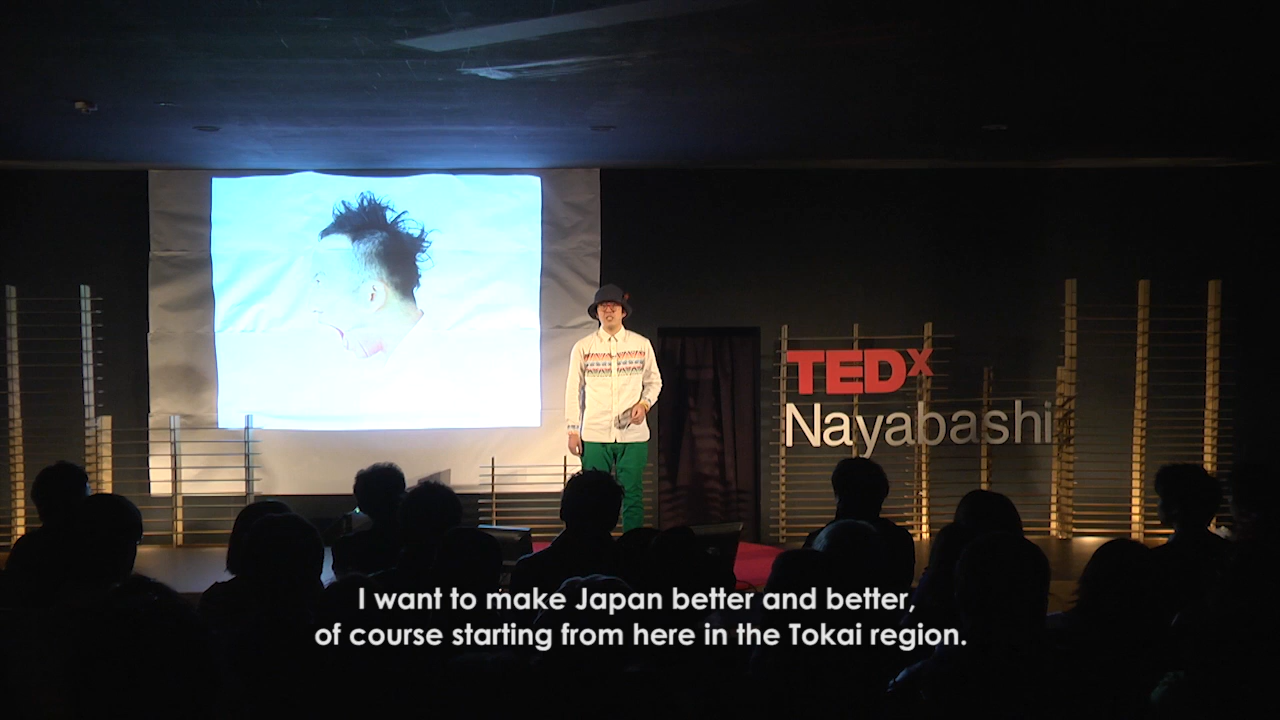 TEDx
Nayabashi
I want to make Japan better and better,
of course starting from here in the Tokai region.